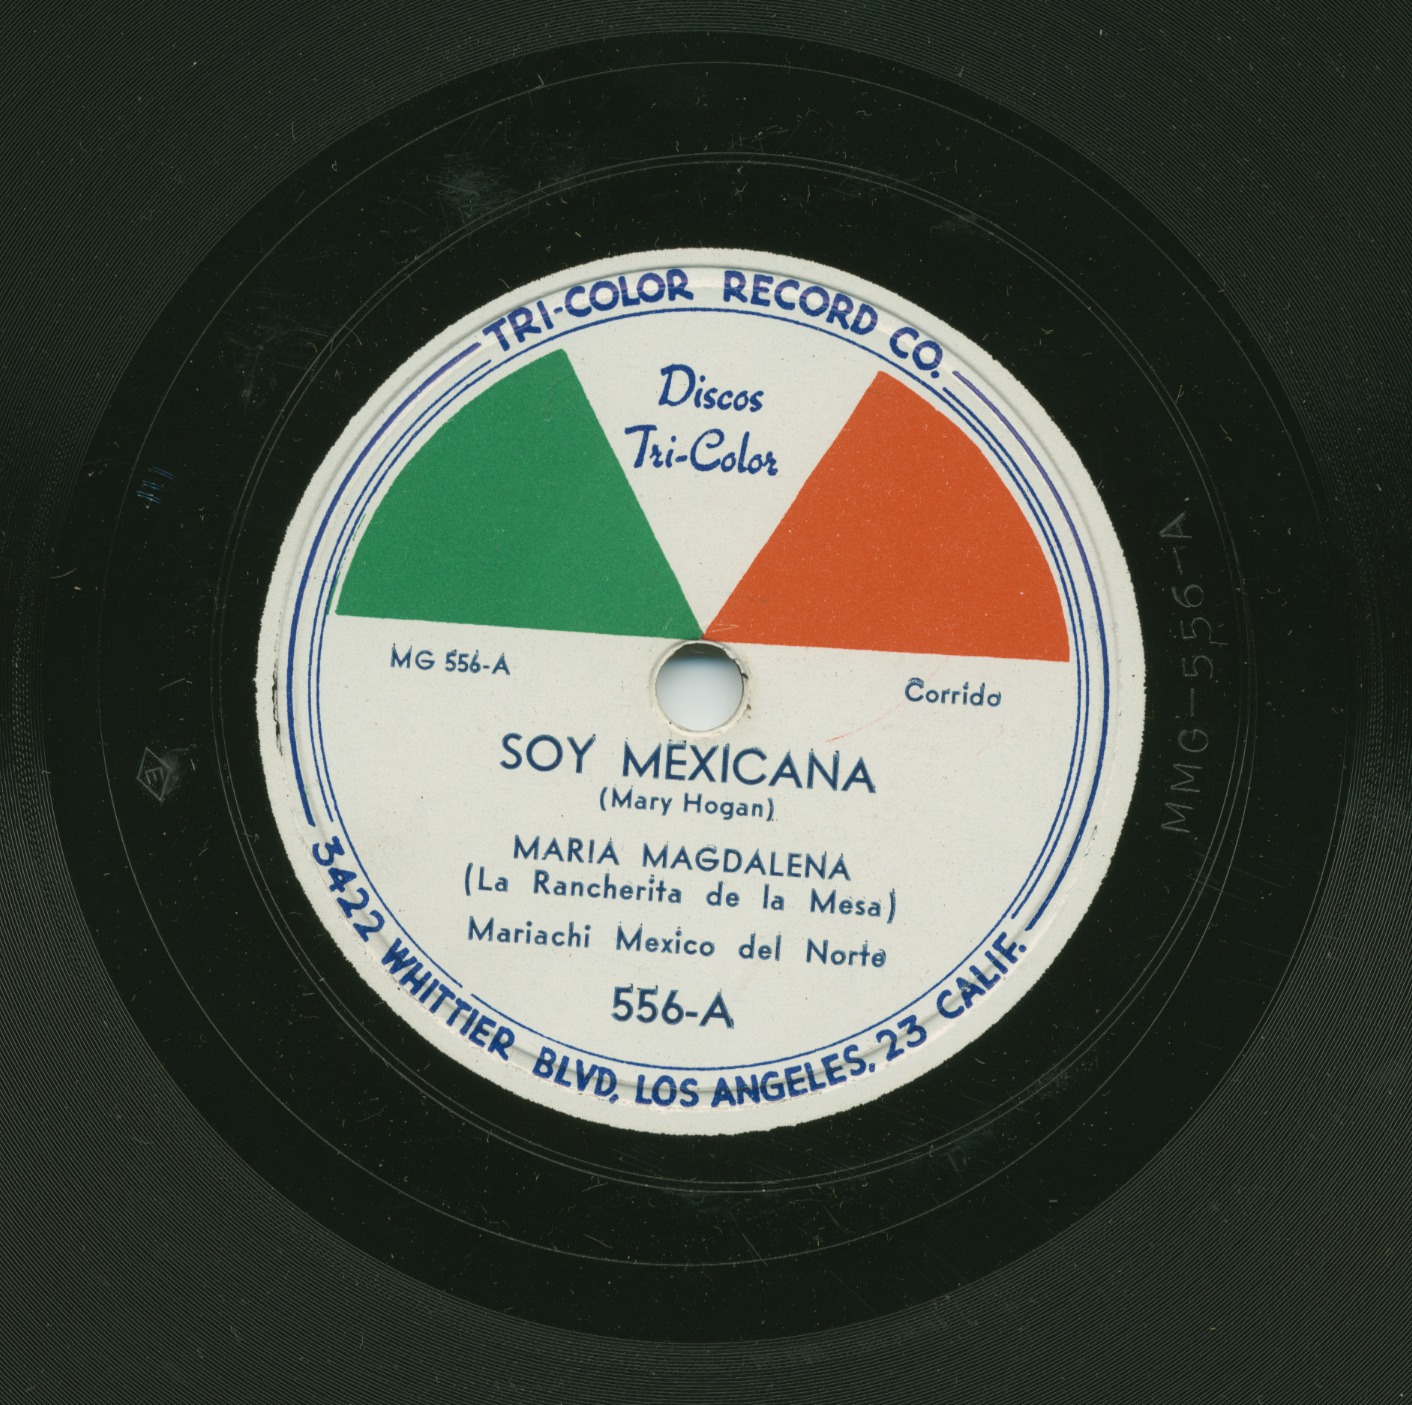 TRI-COLOR RECORD CO.
Discos
Tri-Color
MG 556-A
Corrido
SOY MEXICANA
(Mary Hogan)
MARIA MAGDALENA
(La Rancherita de la Mesa)
Mariachi Mexico del Norte
556-A
3422 WHITTIER BLVD, LOS ANGELES, 23 CALIF.
MMG-556-A
E